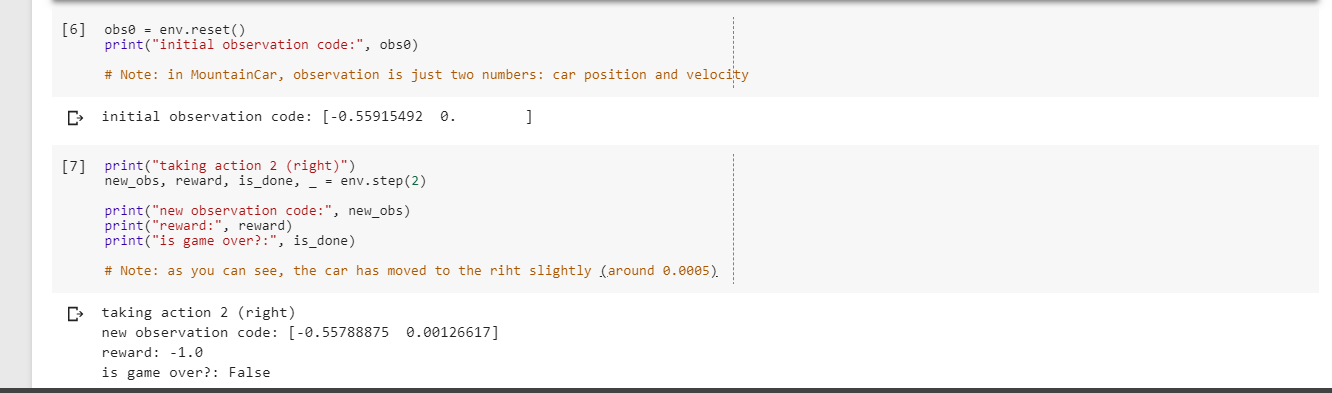 [6] obs0 = env.reset()
print("initial observation code:", obs0)
# Note: in MountainCar, observation is just two numbers: car position and velocity
initial observation code: [-0.55915492  0.        ]
[7] print("taking action 2 (right)")
new_obs, reward, is_done, _ = env.step(2)
print("new observation code:", new_obs)
print("reward:", reward)
print("is game over?:", is_done)
# Note: as you can see, the car has moved to the riht slightly (around 0.0005)
taking action 2 (right)
new observation code: [-0.55788875  0.00126617]
reward: -1.0
is game over?: False